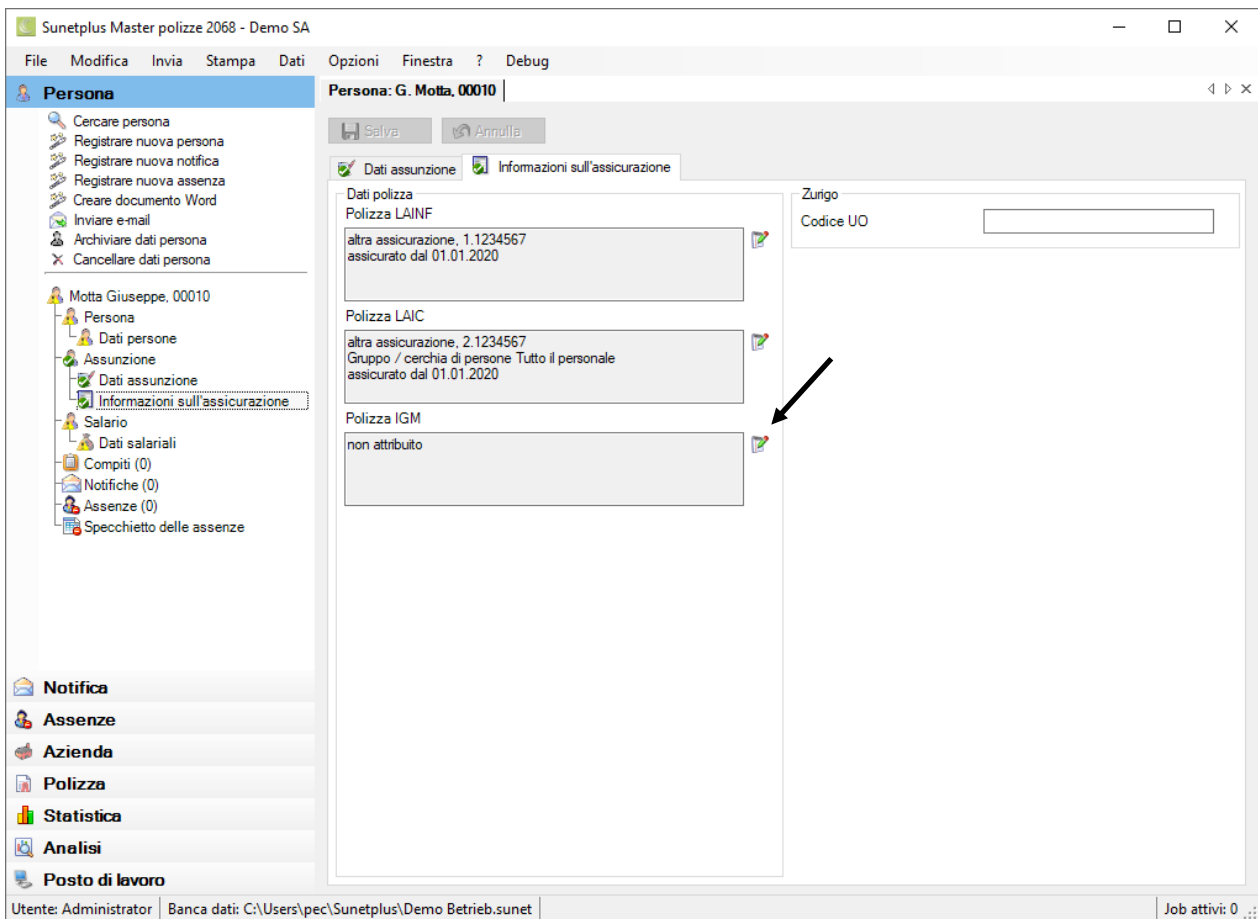 Sunetplus Master polizze 2068 - Demo SA
File Modifica Invia Stampa Dati Opzioni Finestra ? Debug
Persona
Cercare persona
Registrare nuova persona
Registrare nuova notifica
Registrare nuova assenza
Creare documento Word
Inviare e-mail
Archiviare dati persona
Cancellare dati persona
Motta Giuseppe, 00010
Persona
Dati persone
Assunzione
Dati assunzione
Informazioni sull'assicurazione
Salario
Dati salariali
Compiti (0)
Notifiche (0)
Assenze (0)
Specchietto delle assenze
Notifica
Assenze
Azienda
Polizza
Statistica
Analisi
Posto di lavoro
Persona: G. Motta, 00010
Salva Annulla
Dati assunzione Informazioni sull'assicurazione
Dati polizza
Polizza LAINF
altra assicurazione, 1.1234567
assicurato dal 01.01.2020
Polizza LAIC
altra assicurazione, 2.1234567
Gruppo / cerchia di persone Tutto il personale
assicurato dal 01.01.2020
Polizza IGM
non attribuito
Zurigo
Codice UO
Utente: Administrator Banca dati: C:\Users\pec\Sunetplus\Demo Betrieb.sunet Job attivi: 0